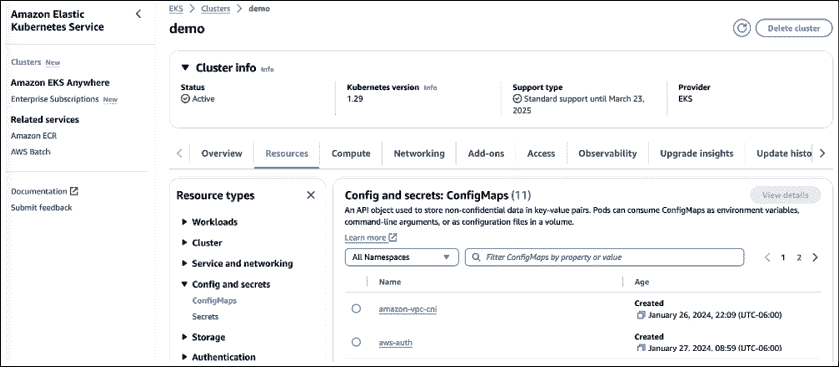 Amazon Elastic
Kubernetes Service
Clusters New
Amazon EKS Anywhere
Enterprise Subscriptions New
Related services
Amazon ECR
AWS Batch
Documentation
Submit feedback
EKS > Clusters > demo
demo
Delete cluster
Cluster info Info
Status
Active
Kubernetes version Info
1.29
Support type
Standard support until March 23,
2025
Provider
EKS
Overview Resources Compute Networking Add-ons Access Observability Upgrade insights Update histo
Resource types
Workloads
Cluster
Service and networking
Config and secrets
ConfigMaps
Secrets
Storage
Authentication
Config and secrets: ConfigMaps (11)
View details
An API object used to store non-confidential data in key-value pairs. Pods can consume ConfigMaps as environment variables,
command-line arguments, or as configuration files in a volume.
Learn more
All Namespaces
Filter ConfigMaps by property or value
1 2
Name Age
amazon-vpc-cni
Created
January 26, 2024, 22:09 (UTC-06:00)
aws-auth
Created
January 27, 2024, 08:59 (UTC-06:00)